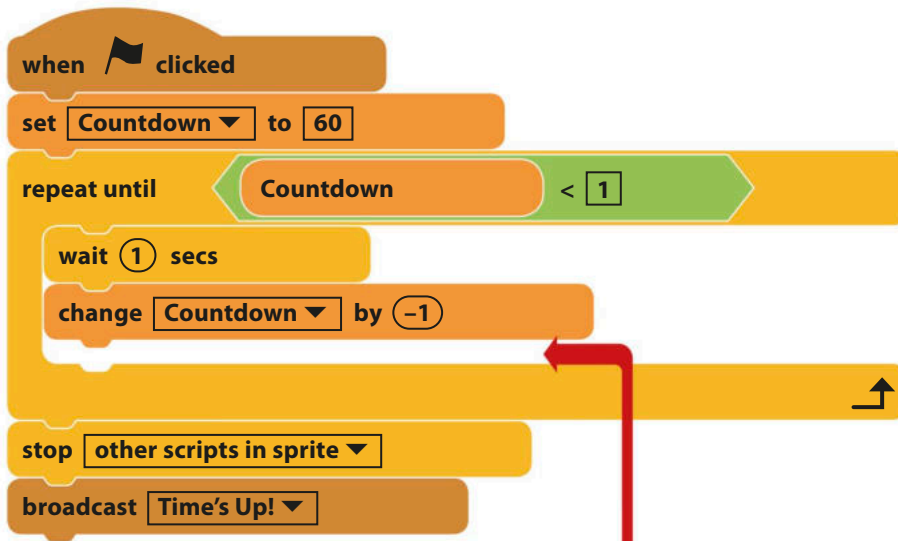 when clicked
set Countdown to 60
repeat until Countdown < 1
wait 1 secs
change Countdown by –1
stop other scripts in sprite
broadcast Time’s Up!